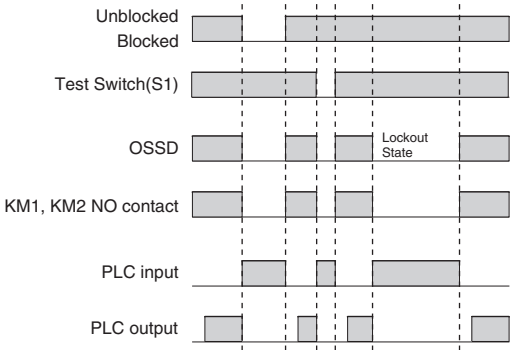 Unblocked
Blocked
Test Switch(S1)
OSSD
Lockout
State
KM1, KM2 NO contact
PLC input
PLC output